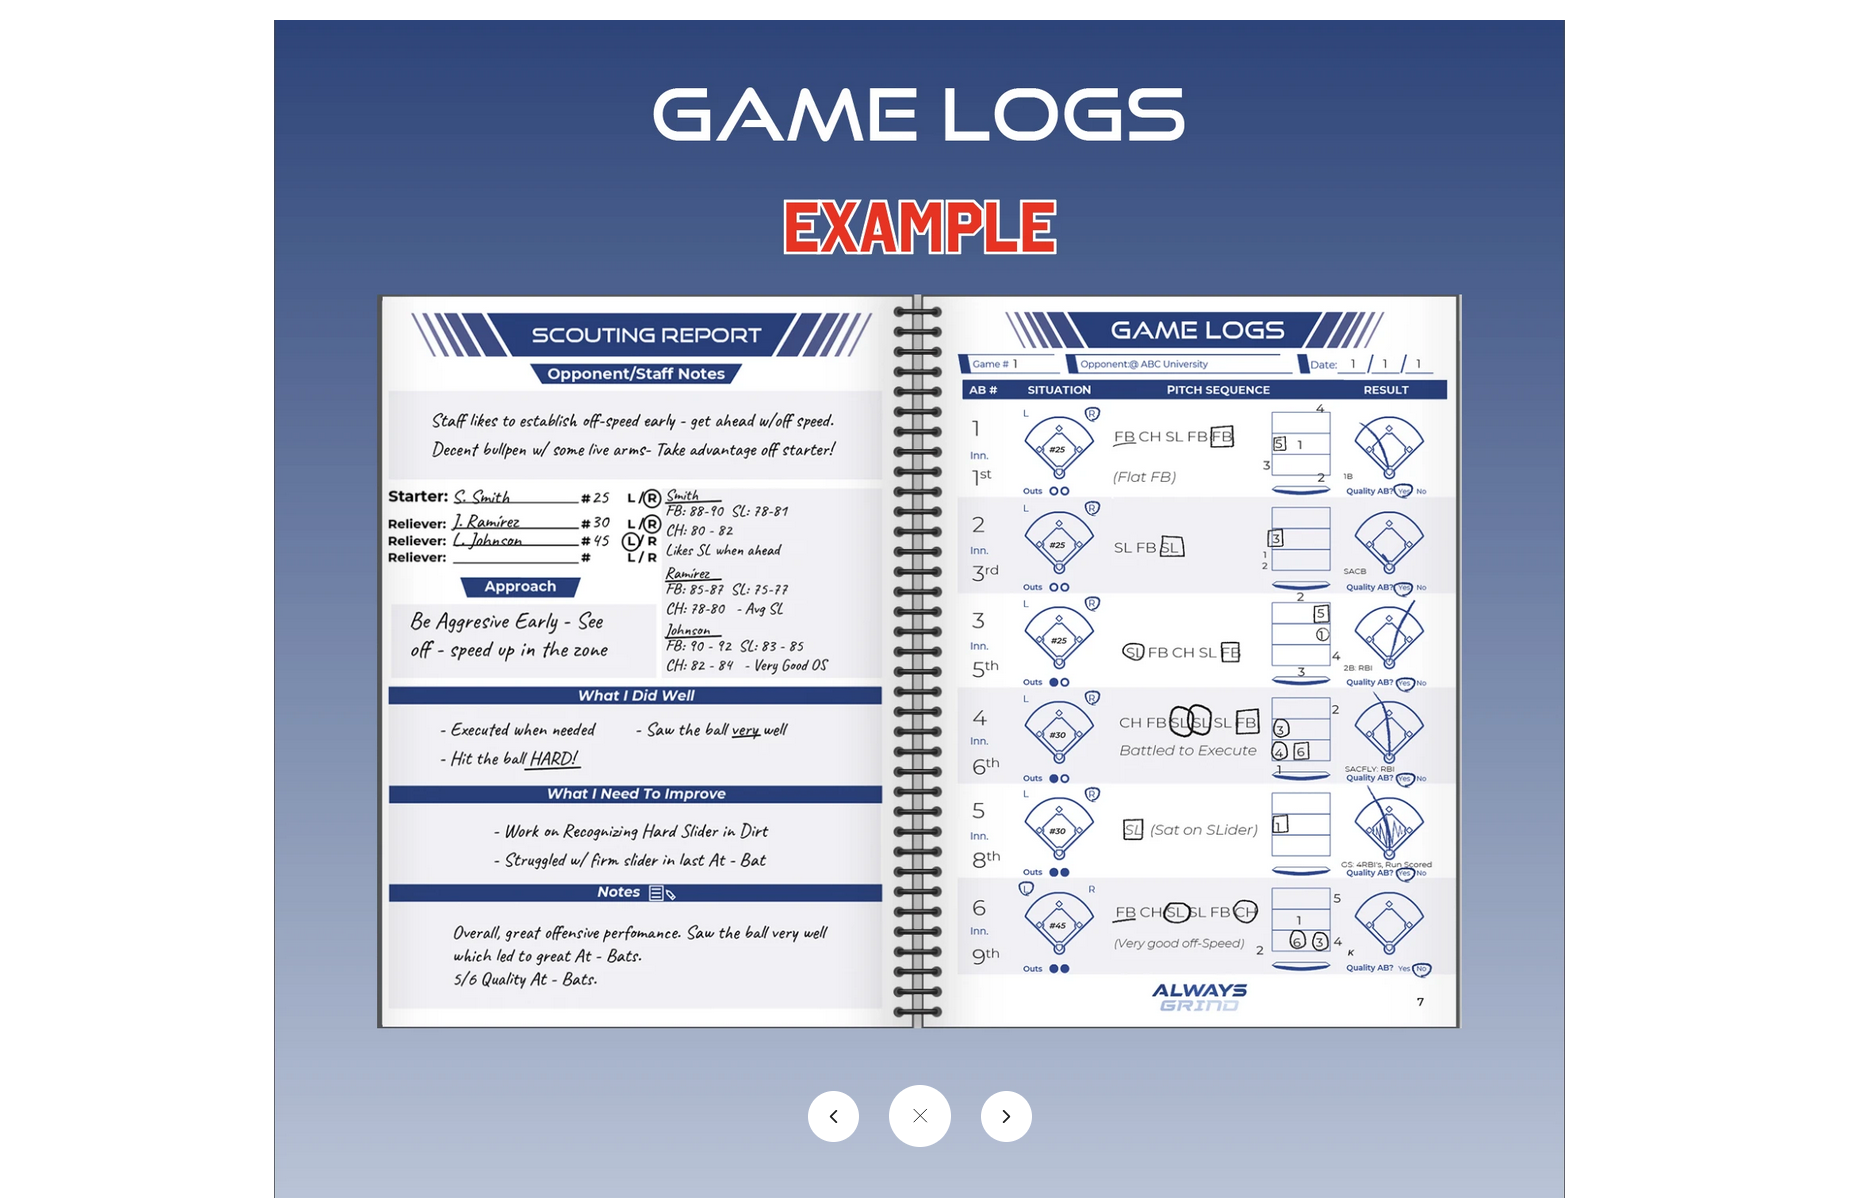 GAME LOGS
EXAMPLE
SCOUTING REPORT
Opponent/Staff Notes
Staff likes to establish off-speed early - get ahead w/off speed.
Decent bullpen w/ some live arms- Take advantage off starter!
Starter: S. Smith #25 L/R
Reliever: J. Ramirez #30 L/R
Reliever: L. Johnson #45 L/R
Reliever: # L/R
Smith
FB: 88-90 SL: 78-81
CH: 80 - 82
Likes SL when ahead
Ramirez
FB: 85-87 SL: 75-77
CH: 78-80 - Avg SL
Johnson
FB: 90 - 92 SL: 83 - 85
CH: 82 - 84 - Very Good OS
Approach
Be Aggresive Early - See
off - speed up in the zone
What I Did Well
- Executed when needed - Saw the ball very well
- Hit the ball HARD!
What I Need To Improve
- Work on Recognizing Hard Slider in Dirt
- Struggled w/ firm slider in last At - Bat
Notes
Overall, great offensive perfomance. Saw the ball very well
which led to great At - Bats.
5/6 Quality At - Bats.
GAME LOGS
Game # 1 Opponent:@ ABC University Date: 1 / 1 / 1
AB # SITUATION PITCH SEQUENCE RESULT
1 L R 4
Inn. #25 FB CH SL FB FB 5 1
1st (Flat FB) 3 2 1B
Outs Quality AB? Yes No
2 L R
Inn. #25 SL FB SL 3 1
3rd 2 SACB
Outs Quality AB? Yes No
3 L R 2 5
Inn. #25 SL FB CH SL FB 1 4
5th 3 2B: RBI
Outs Quality AB? Yes No
4 L R 2
Inn. #30 CH FB SL SL SL FB 3
6th Battled to Execute 4 6 1 SACFLY: RBI
Outs Quality AB? Yes No
5 L R
Inn. #30 SL (Sat on SLider) 1
8th GS: 4RBI's, Run Scored
Outs Quality AB? Yes No
6 L R 5
Inn. #45 FB CH SL SL FB CH 1
9th (Very good off-Speed) 2 6 3 4 K
Outs Quality AB? Yes No
ALWAYS
GRIND
7